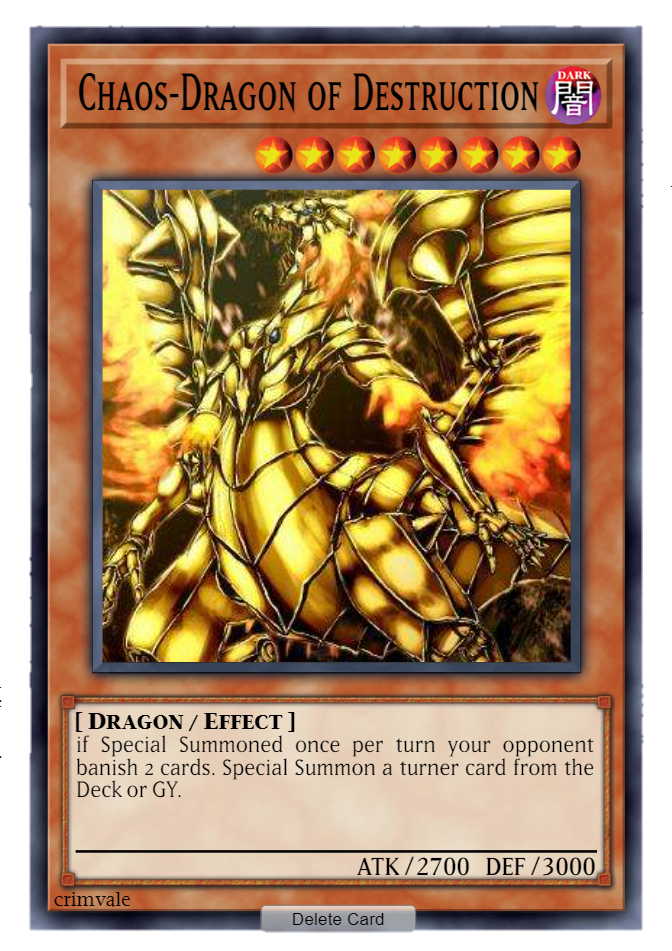 Chaos-Dragon of Destruction
DARK
闇
[ Dragon / Effect ]
if Special Summoned once per turn your opponent
banish 2 cards. Special Summon a turner card from the
Deck or GY.
ATK / 2700 DEF / 3000
crimvale
Delete Card